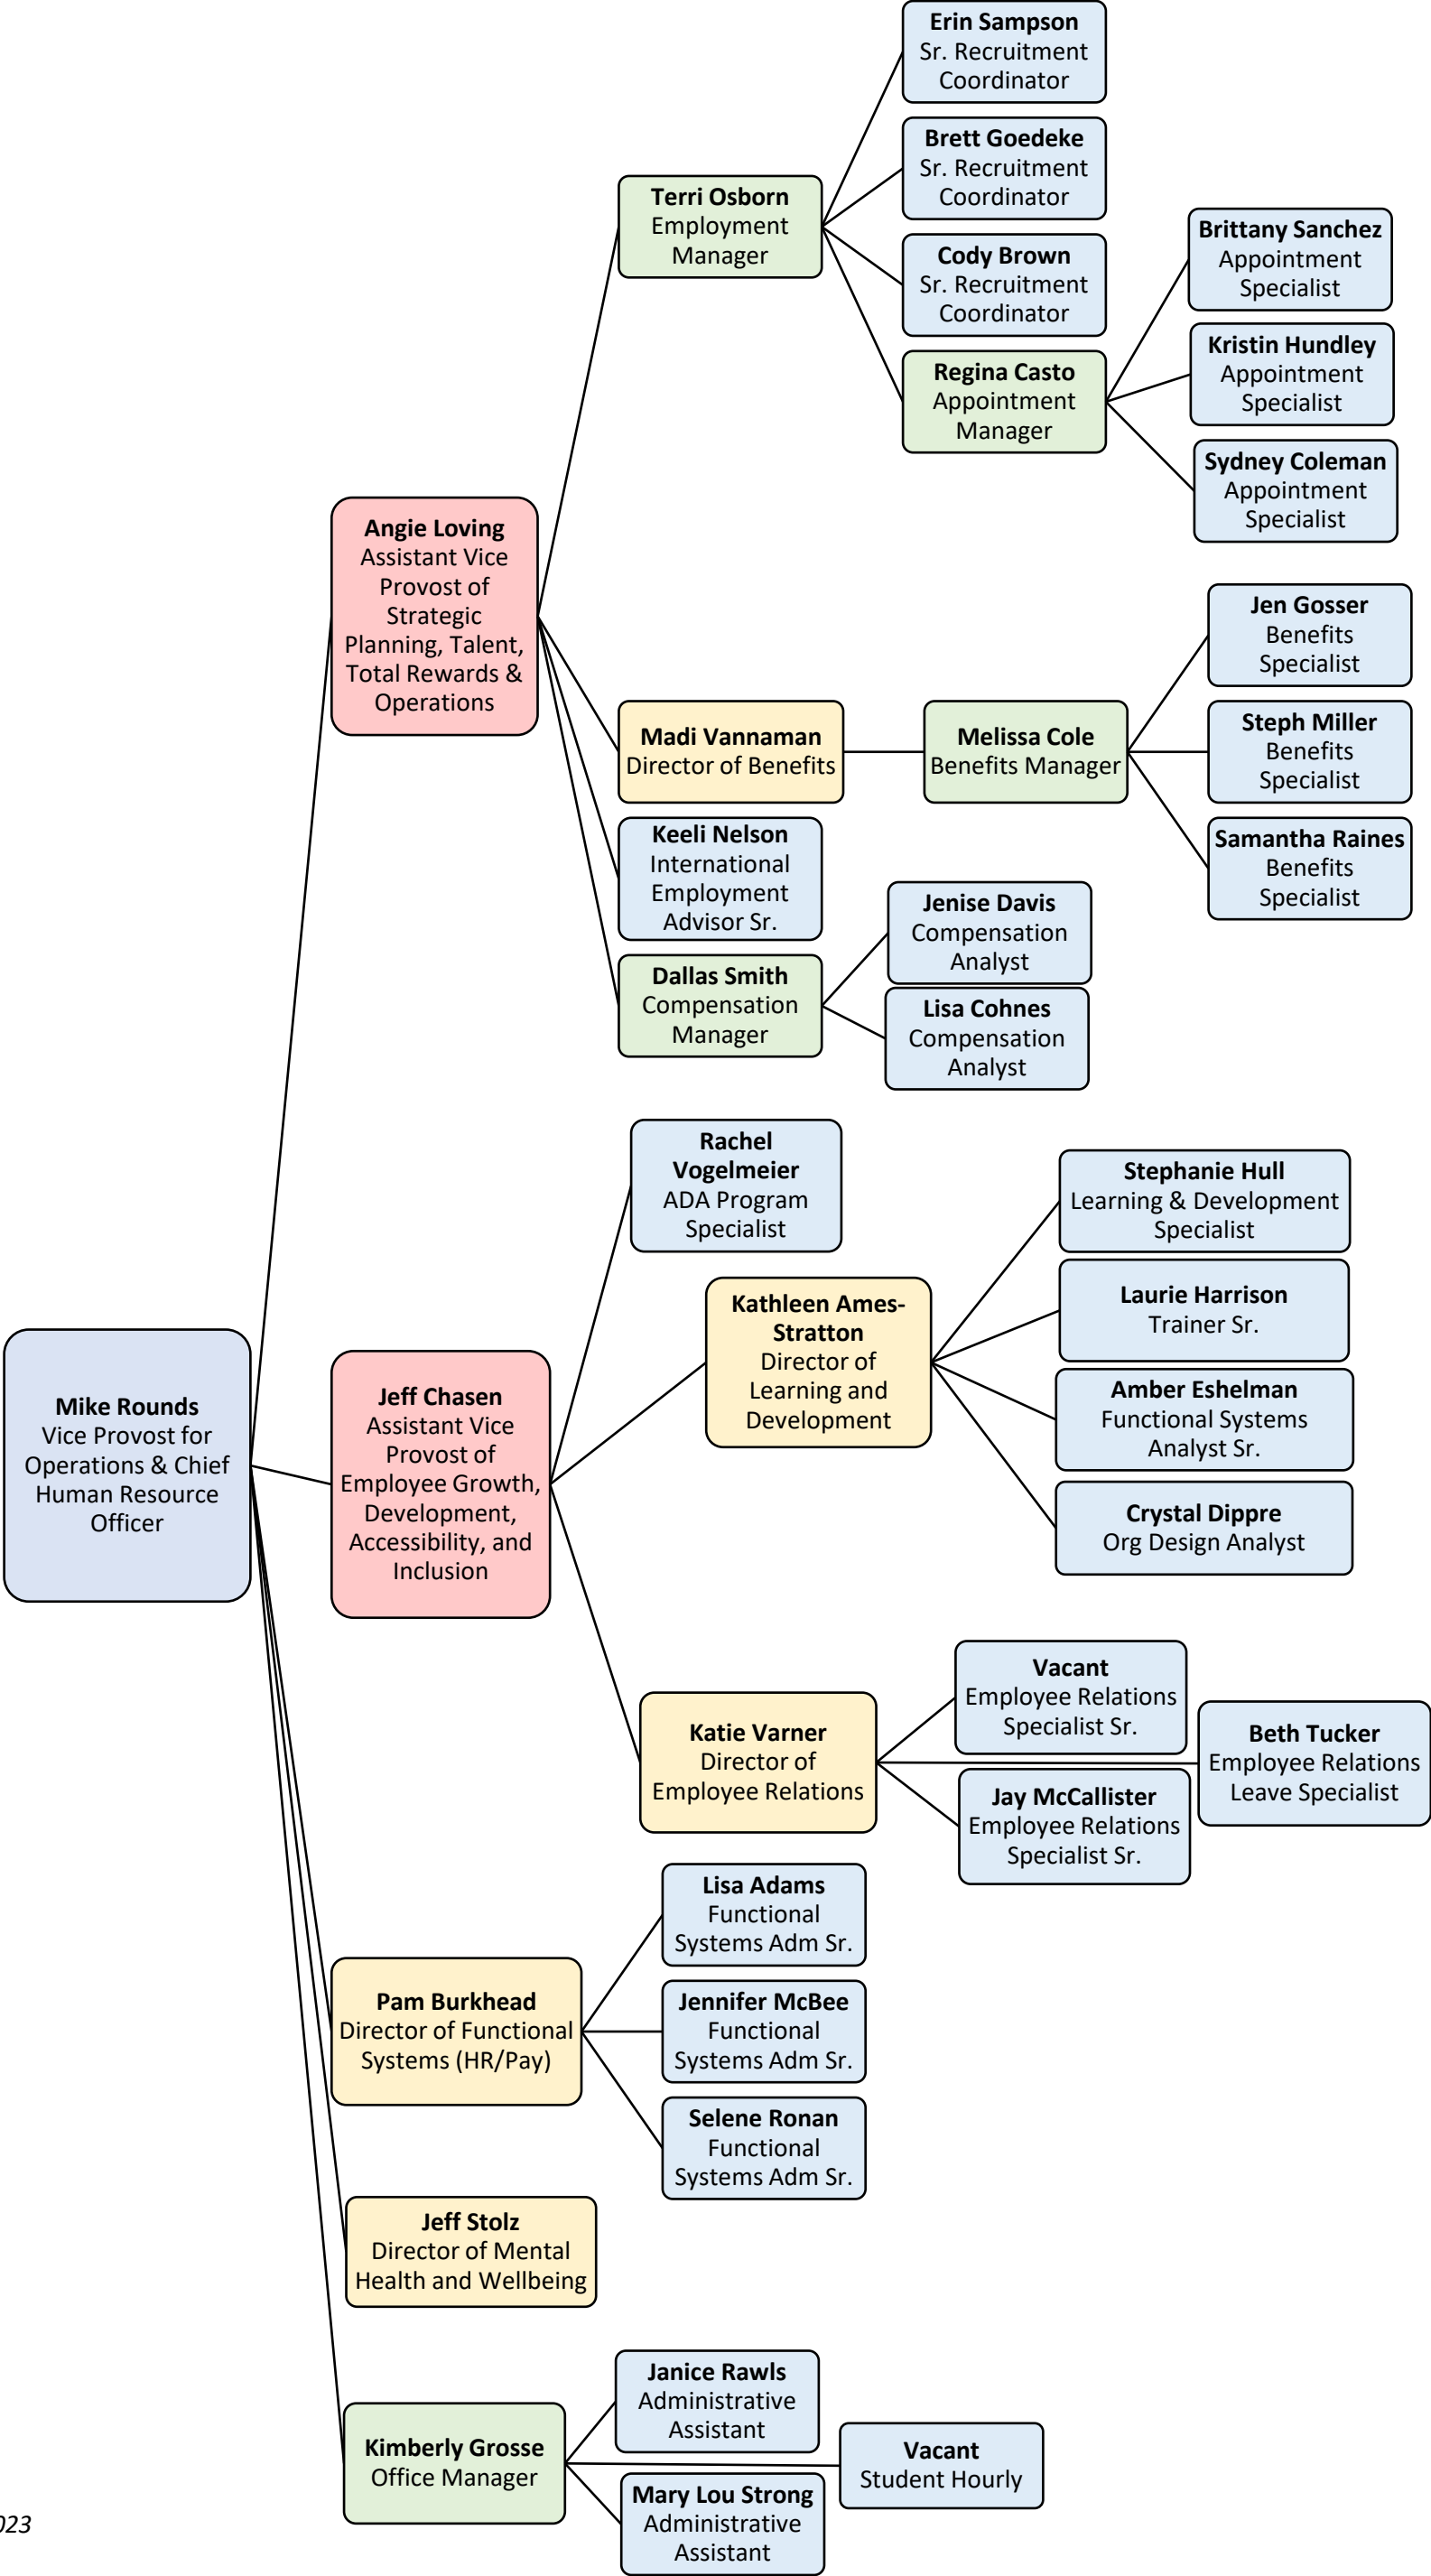 Erin Sampson
Sr. Recruitment
Coordinator
Brett Goedeke
Sr. Recruitment
Coordinator
Terri Osborn
Employment
Manager
Cody Brown
Sr. Recruitment
Coordinator
Regina Casto
Appointment
Manager
Brittany Sanchez
Appointment
Specialist
Kristin Hundley
Appointment
Specialist
Sydney Coleman
Appointment
Specialist
Angie Loving
Assistant Vice
Provost of
Strategic
Planning, Talent,
Total Rewards &
Operations
Madi Vannaman
Director of Benefits
Melissa Cole
Benefits Manager
Jen Gosser
Benefits
Specialist
Steph Miller
Benefits
Specialist
Samantha Raines
Benefits
Specialist
Keeli Nelson
International
Employment
Advisor Sr.
Dallas Smith
Compensation
Manager
Jenise Davis
Compensation
Analyst
Lisa Cohnes
Compensation
Analyst
Mike Rounds
Vice Provost for
Operations & Chief
Human Resource
Officer
Jeff Chasen
Assistant Vice
Provost of
Employee Growth,
Development,
Accessibility, and
Inclusion
Rachel
Vogelmeier
ADA Program
Specialist
Kathleen Ames-
Stratton
Director of
Learning and
Development
Stephanie Hull
Learning & Development
Specialist
Laurie Harrison
Trainer Sr.
Amber Eshelman
Functional Systems
Analyst Sr.
Crystal Dippre
Org Design Analyst
Katie Varner
Director of
Employee Relations
Vacant
Employee Relations
Specialist Sr.
Beth Tucker
Employee Relations
Leave Specialist
Jay McCallister
Employee Relations
Specialist Sr.
Pam Burkhead
Director of Functional
Systems (HR/Pay)
Lisa Adams
Functional
Systems Adm Sr.
Jennifer McBee
Functional
Systems Adm Sr.
Selene Ronan
Functional
Systems Adm Sr.
Jeff Stolz
Director of Mental
Health and Wellbeing
Kimberly Grosse
Office Manager
Janice Rawls
Administrative
Assistant
Vacant
Student Hourly
Mary Lou Strong
Administrative
Assistant